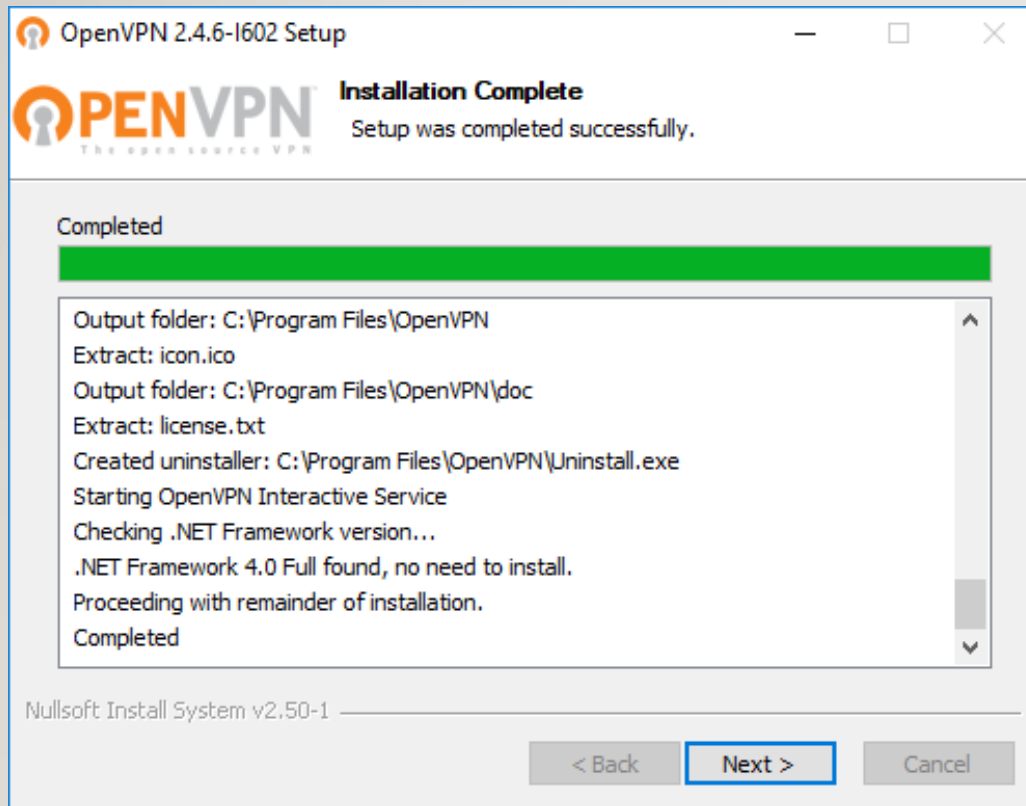 OpenVPN 2.4.6-I602 Setup
OPENVPN
The open source VPN
Installation Complete
Setup was completed successfully.
Completed
Output folder: C:\Program Files\OpenVPN
Extract: icon.ico
Output folder: C:\Program Files\OpenVPN\doc
Extract: license.txt
Created uninstaller: C:\Program Files\OpenVPN\Uninstall.exe
Starting OpenVPN Interactive Service
Checking .NET Framework version...
.NET Framework 4.0 Full found, no need to install.
Proceeding with remainder of installation.
Completed
Nullsoft Install System v2.50-1
< Back Next > Cancel